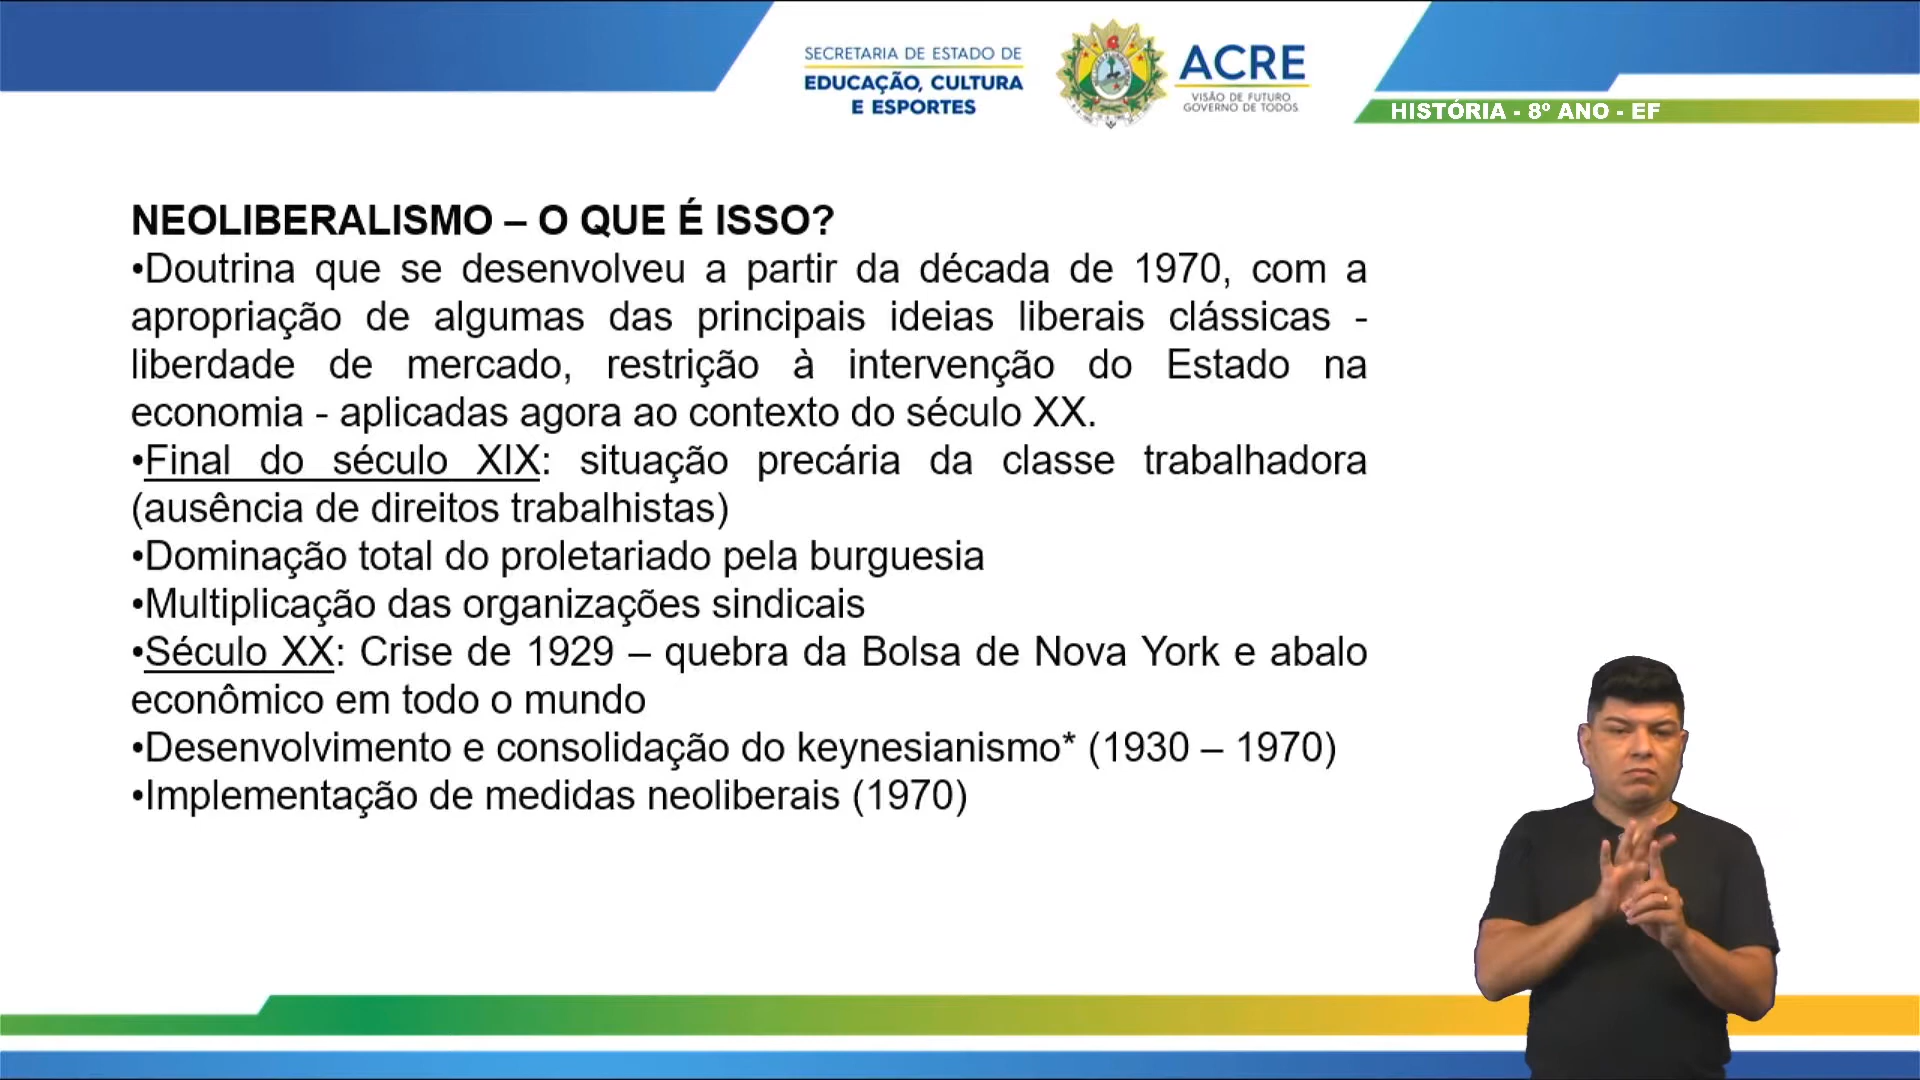 SECRETARIA DE ESTADO DE
EDUCAÇÃO, CULTURA
E ESPORTES
ACRE
VISÃO DE FUTURO
GOVERNO DE TODOS
HISTÓRIA - 8º ANO - EF
NEOLIBERALISMO – O QUE É ISSO?
•Doutrina que se desenvolveu a partir da década de 1970, com a
apropriação de algumas das principais ideias liberais clássicas -
liberdade de mercado, restrição à intervenção do Estado na
economia - aplicadas agora ao contexto do século XX.
•Final do século XIX: situação precária da classe trabalhadora
(ausência de direitos trabalhistas)
•Dominação total do proletariado pela burguesia
•Multiplicação das organizações sindicais
•Século XX: Crise de 1929 – quebra da Bolsa de Nova York e abalo
econômico em todo o mundo
•Desenvolvimento e consolidação do keynesianismo* (1930 – 1970)
•Implementação de medidas neoliberais (1970)